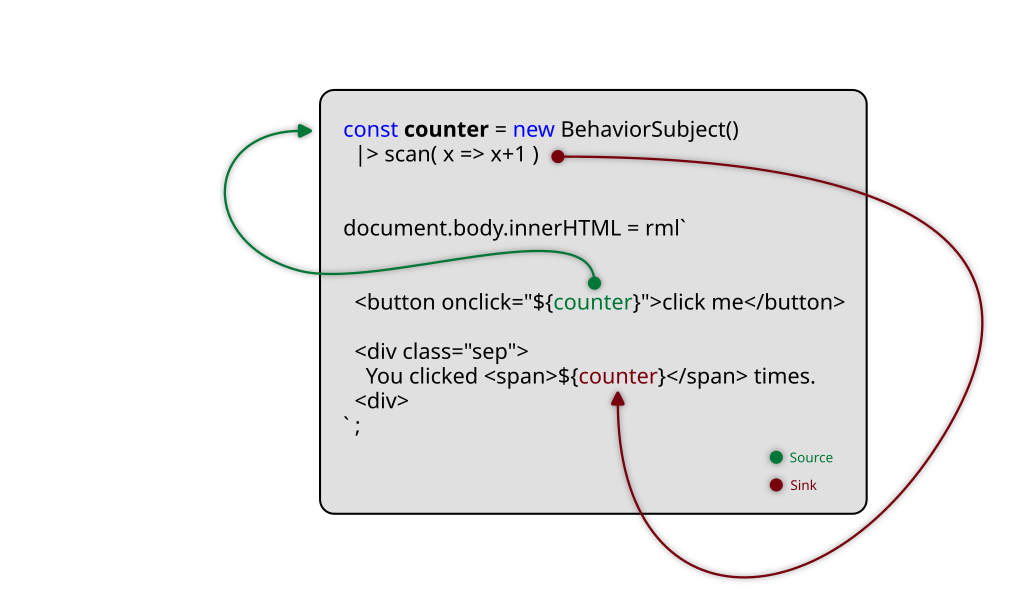 const counter = new BehaviorSubject()
|> scan( x => x+1 )
document.body.innerHTML = rml`
<button onclick="${counter}">click me</button>
<div class="sep">
You clicked <span>${counter}</span> times.
<div>
`;
Source
Sink